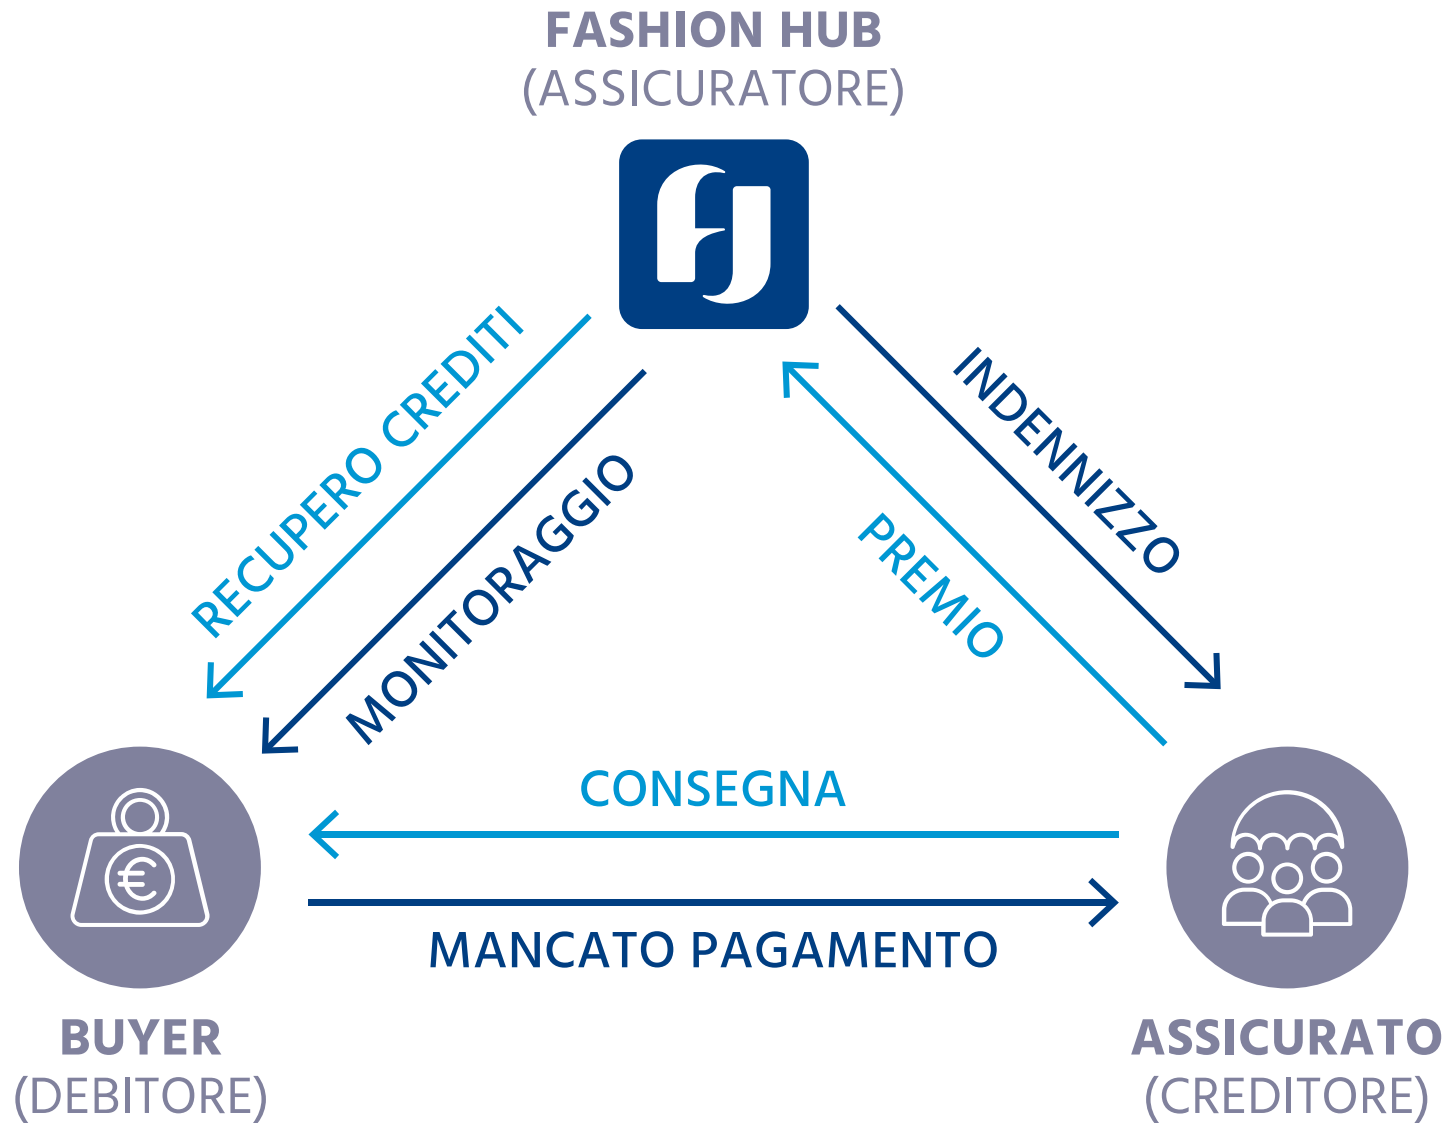 FASHION HUB
(ASSICURATORE)
RECUPERO CREDITI
MONITORAGGIO
INDENNIZZO
PREMIO
CONSEGNA
MANCATO PAGAMENTO
€
BUYER
(DEBITORE)
ASSICURATO
(CREDITORE)